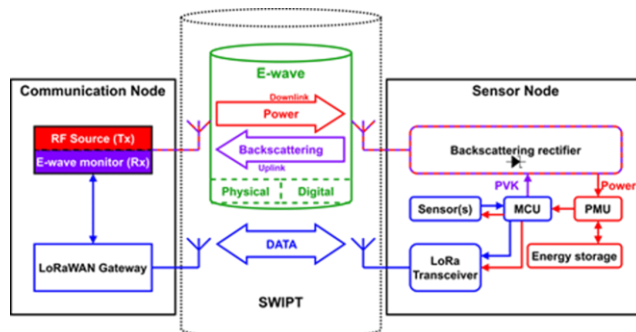 Communication Node
RF Source (Tx)
E-wave monitor (Rx)
LoRaWAN Gateway
E-wave
Downlink
Power
Backscattering
Uplink
Physical
Digital
DATA
SWIPT
Sensor Node
Backscattering rectifier
PVK
Power
Sensor(s)
MCU
PMU
LoRa
Transceiver
Energy storage